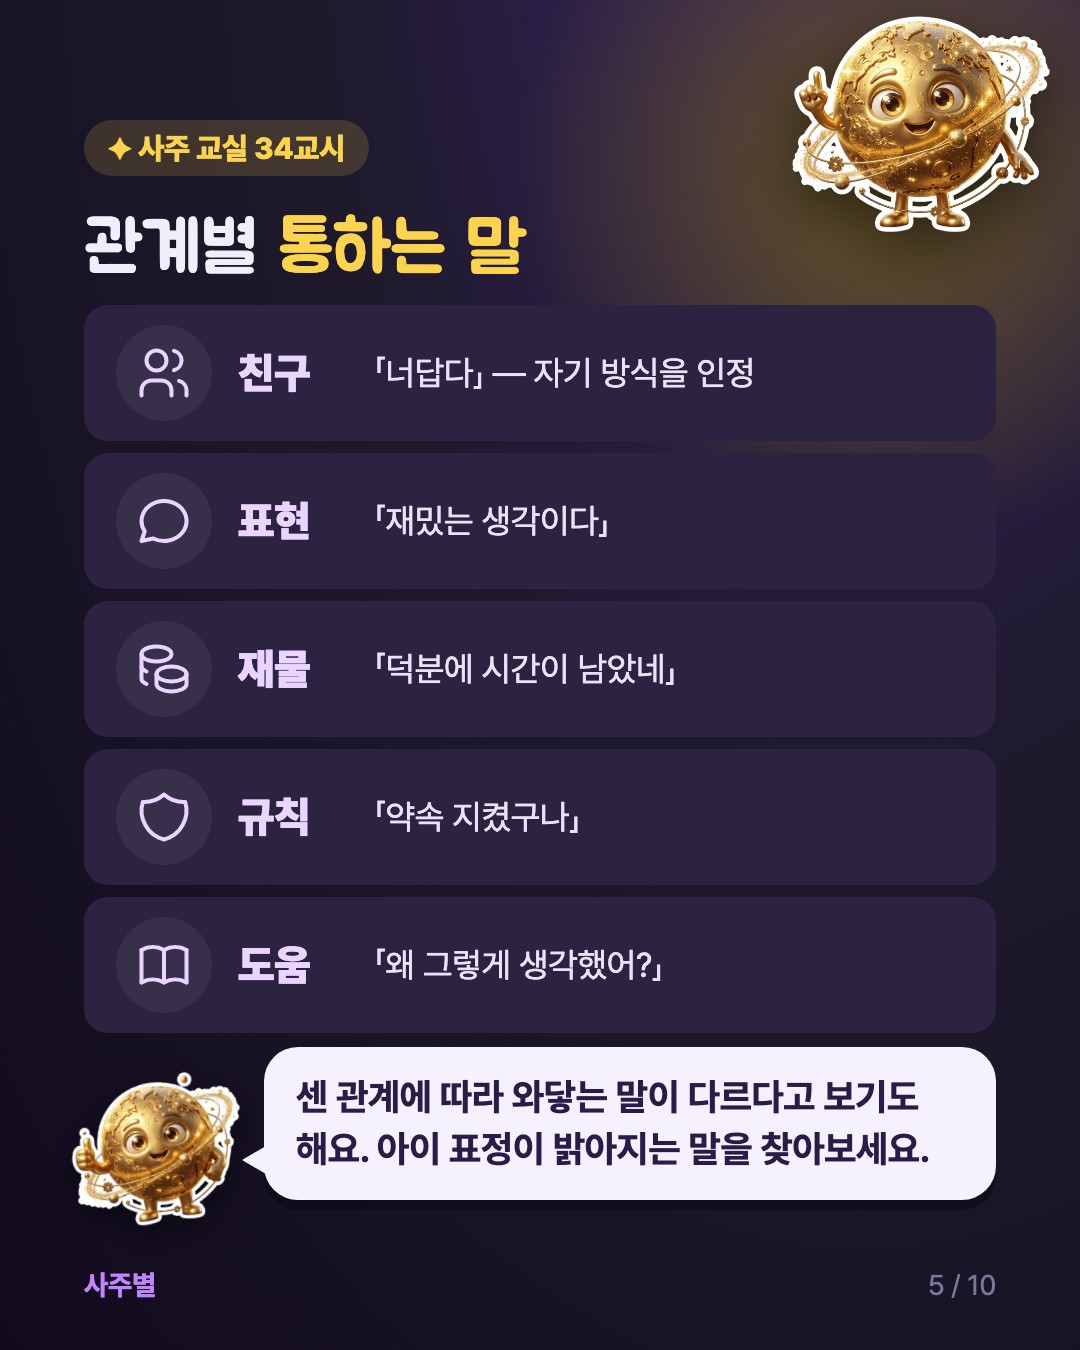 ✦ 사주 교실 34교시
관계별 통하는 말
친구 「너답다」 — 자기 방식을 인정
표현 「재밌는 생각이다」
재물 「덕분에 시간이 남았네」
규칙 「약속 지켰구나」
도움 「왜 그렇게 생각했어?」
센 관계에 따라 와닿는 말이 다르다고 보기도
해요. 아이 표정이 밝아지는 말을 찾아보세요.
사주별
5 / 10